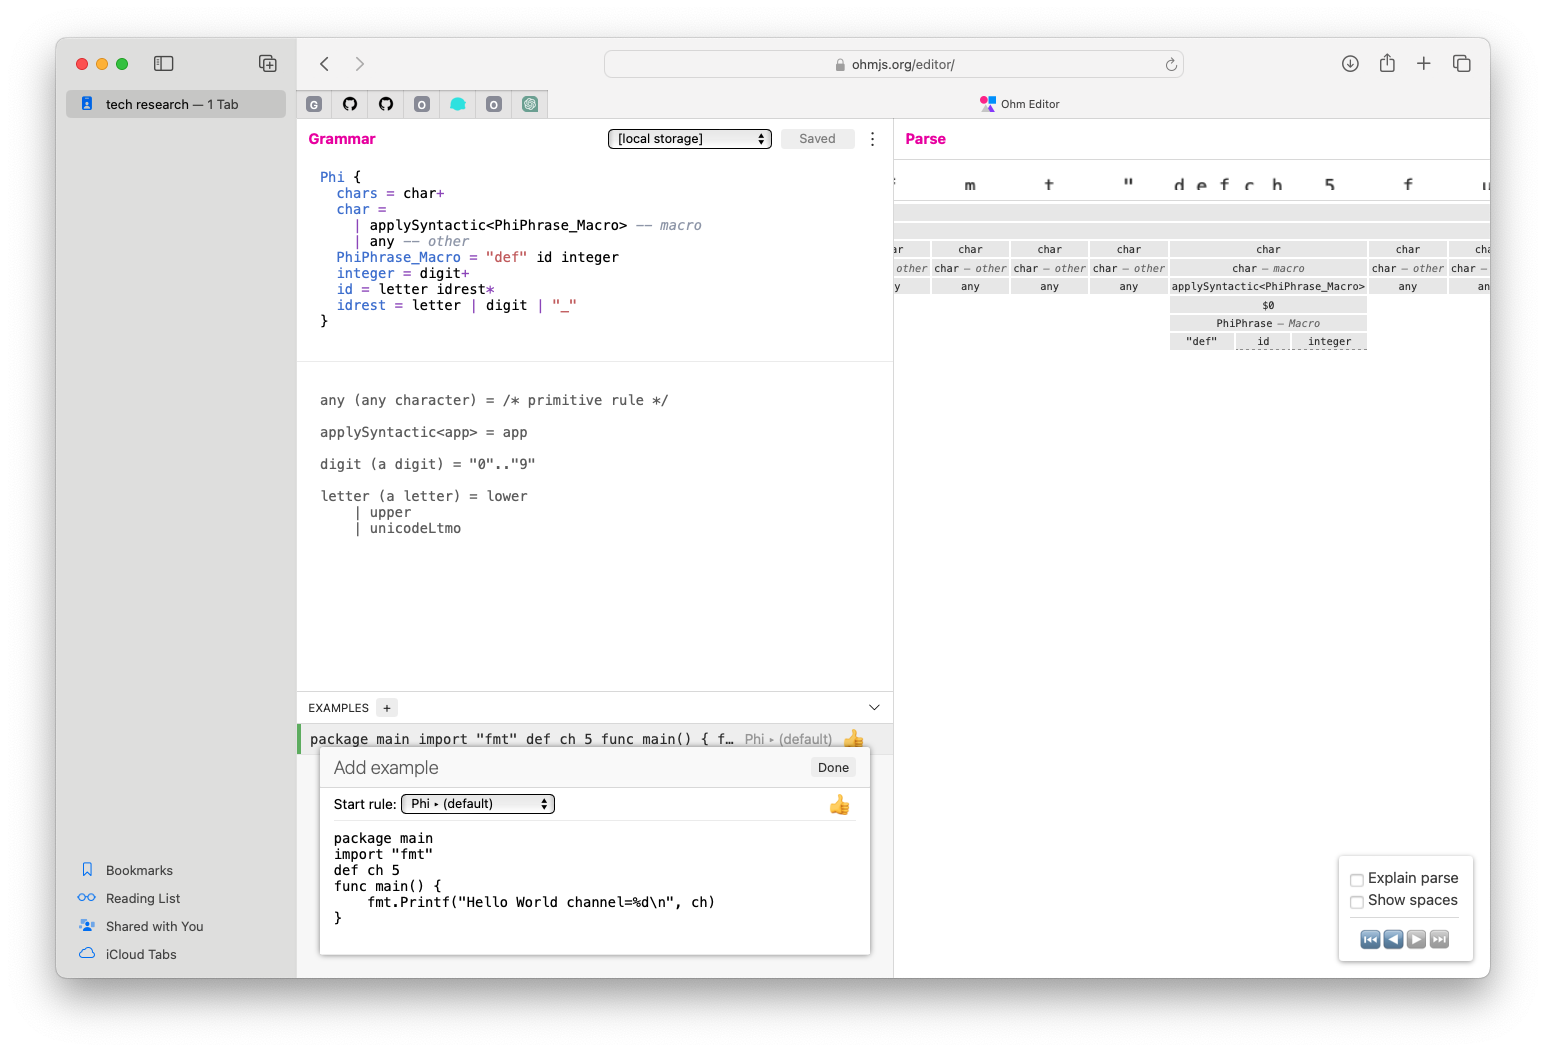 ohmjs.org/editor/
tech research — 1 Tab
G
O
O
Ohm Editor
Grammar
[local storage]
Saved
Parse
Phi {
  chars = char+
  char =
    | applySyntactic<PhiPhrase_Macro> -- macro
    | any -- other
  PhiPhrase_Macro = "def" id integer
  integer = digit+
  id = letter idrest*
  idrest = letter | digit | "_"
}
any (any character) = /* primitive rule */
applySyntactic<app> = app
digit (a digit) = "0".."9"
letter (a letter) = lower
    | upper
    | unicodeLtmo
m t " d e f c h 5 f
char char char char char
other char – other char – other char – other char – macro char – other char –
any any any applySyntactic<PhiPhrase_Macro> any
$0
PhiPhrase – Macro
"def" id integer
EXAMPLES +
package main import "fmt" def ch 5 func main() { f… Phi ▸ (default)
Add example
Done
Start rule: Phi ▸ (default)
package main
import "fmt"
def ch 5
func main() {
    fmt.Printf("Hello World channel=%d\n", ch)
}
Bookmarks
Reading List
Shared with You
iCloud Tabs
Explain parse
Show spaces